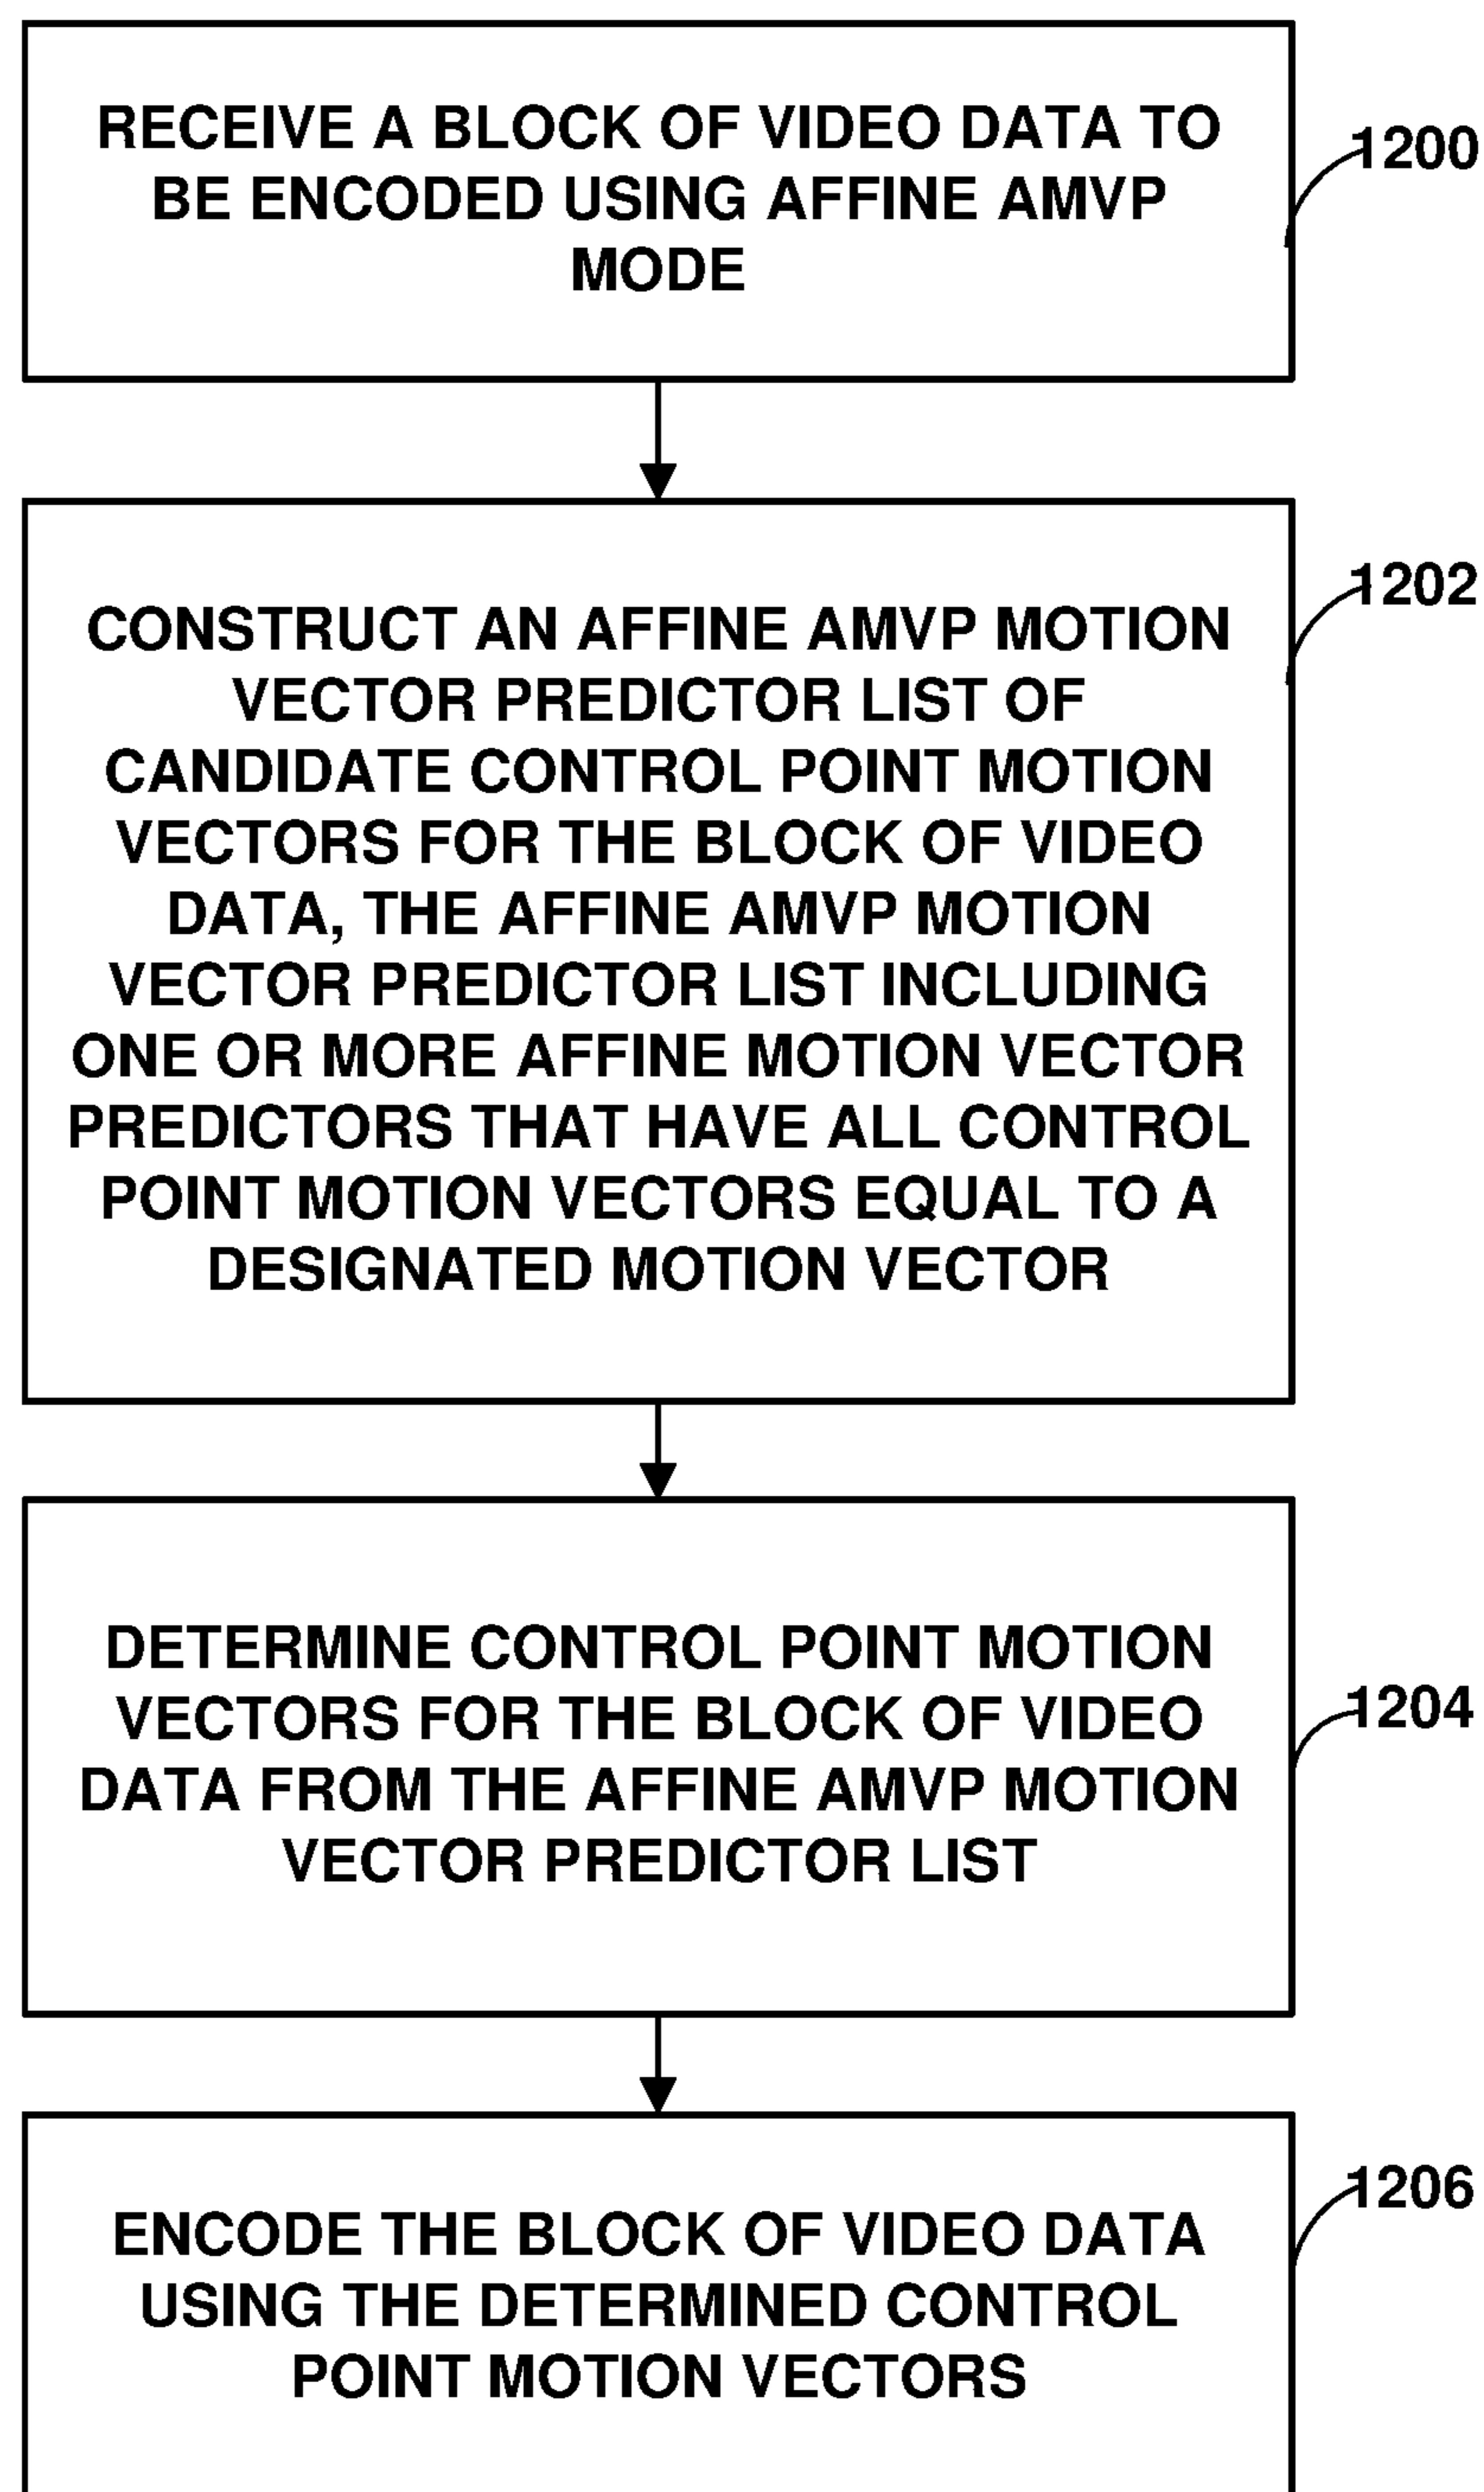 RECEIVE A BLOCK OF VIDEO DATA TO
BE ENCODED USING AFFINE AMVP
MODE
1200
CONSTRUCT AN AFFINE AMVP MOTION
VECTOR PREDICTOR LIST OF
CANDIDATE CONTROL POINT MOTION
VECTORS FOR THE BLOCK OF VIDEO
DATA, THE AFFINE AMVP MOTION
VECTOR PREDICTOR LIST INCLUDING
ONE OR MORE AFFINE MOTION VECTOR
PREDICTORS THAT HAVE ALL CONTROL
POINT MOTION VECTORS EQUAL TO A
DESIGNATED MOTION VECTOR
1202
DETERMINE CONTROL POINT MOTION
VECTORS FOR THE BLOCK OF VIDEO
DATA FROM THE AFFINE AMVP MOTION
VECTOR PREDICTOR LIST
1204
ENCODE THE BLOCK OF VIDEO DATA
USING THE DETERMINED CONTROL
POINT MOTION VECTORS
1206